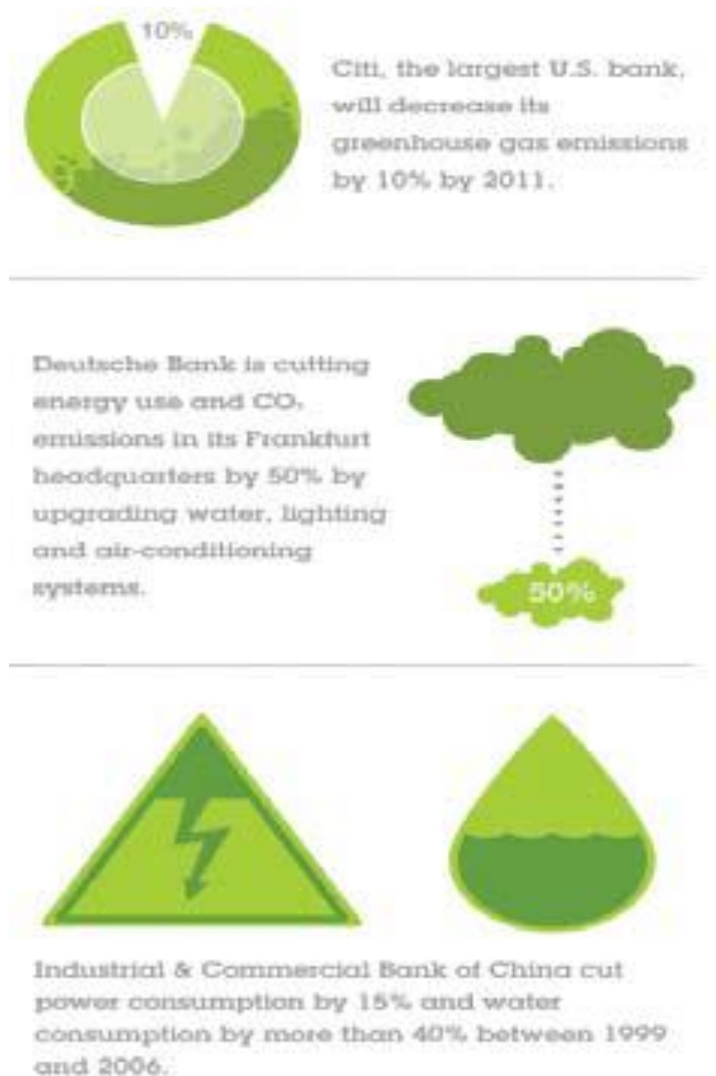 10%
Citi, the largest U.S. bank,
will decrease its
greenhouse gas emissions
by 10% by 2011.
Deutsche Bank is cutting
energy use and CO₂
emissions in its Frankfurt
headquarters by 50% by
upgrading water, lighting
and air-conditioning
systems.
50%
Industrial & Commercial Bank of China cut
power consumption by 15% and water
consumption by more than 40% between 1999
and 2006.